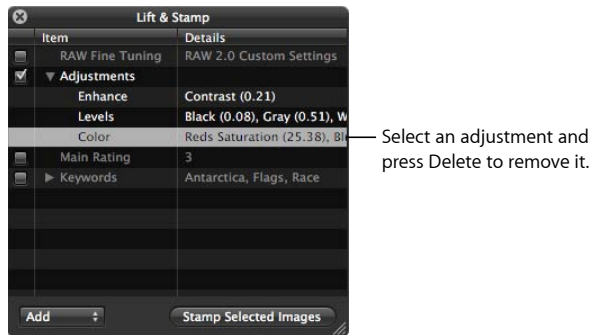 Lift & Stamp
Item Details
RAW Fine Tuning RAW 2.0 Custom Settings
Adjustments
Enhance Contrast (0.21)
Levels Black (0.08), Gray (0.51), W
Color Reds Saturation (25.38), Blu
Main Rating 3
Keywords Antarctica, Flags, Race
Add Stamp Selected Images
Select an adjustment and
press Delete to remove it.